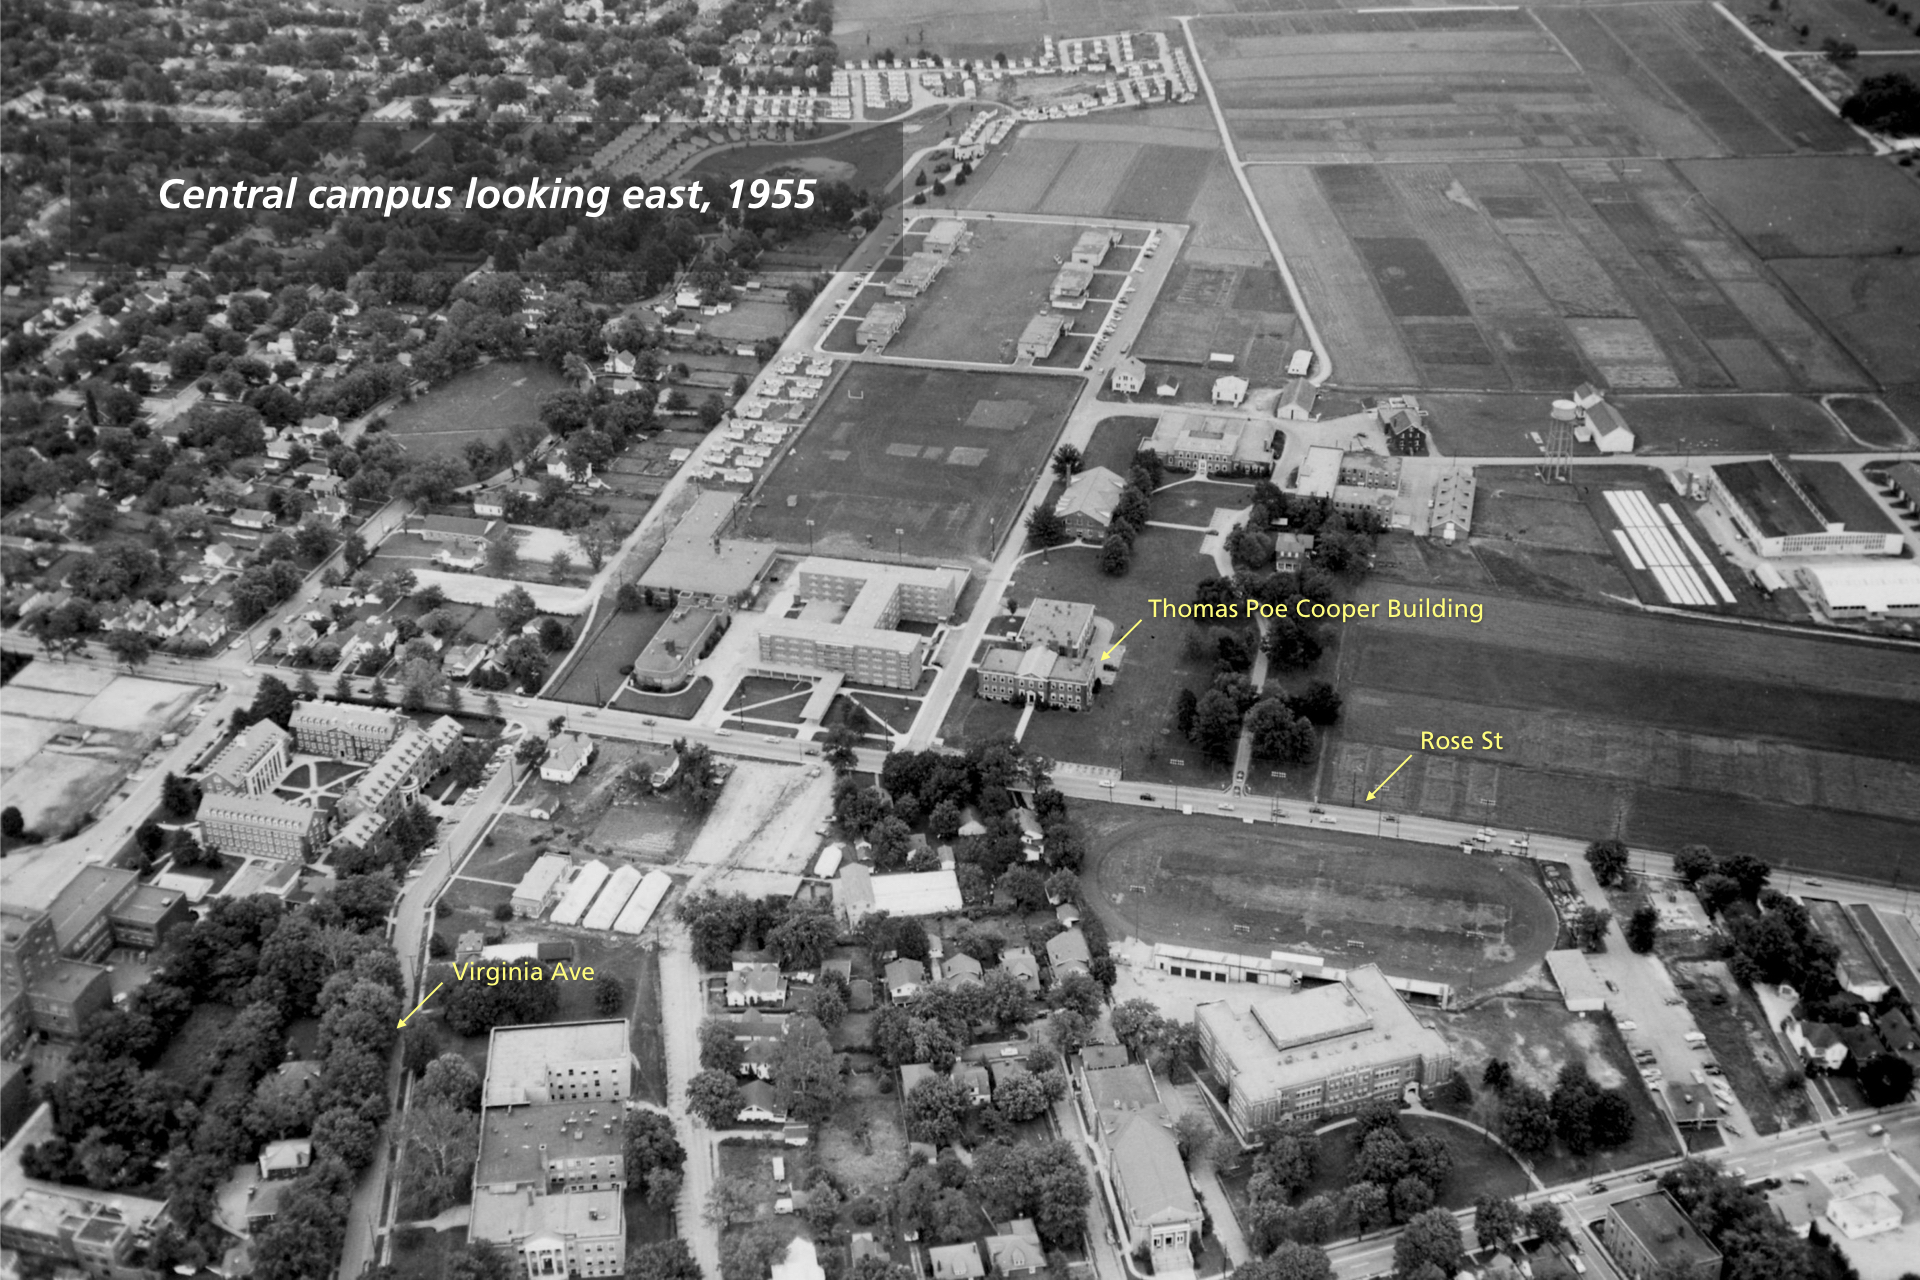 Central campus looking east, 1955
Thomas Poe Cooper Building
Rose St
Virginia Ave